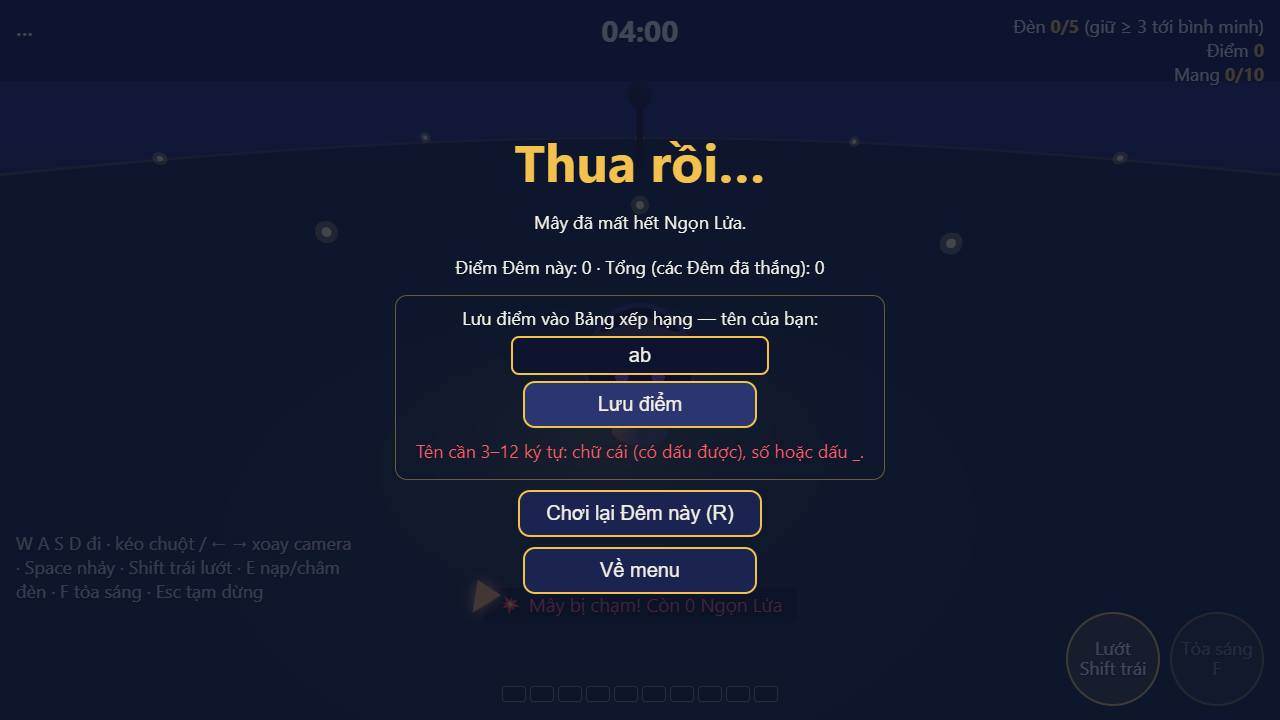 ...
04:00
Đèn 0/5 (giữ ≥ 3 tới bình minh)
Điểm 0
Mang 0/10
Thua rồi...
Mây đã mất hết Ngọn Lửa.
Điểm Đêm này: 0 · Tổng (các Đêm đã thắng): 0
Lưu điểm vào Bảng xếp hạng — tên của bạn:
ab
Lưu điểm
Tên cần 3–12 ký tự: chữ cái (có dấu được), số hoặc dấu _.
Chơi lại Đêm này (R)
Về menu
W A S D đi · kéo chuột / ← → xoay camera
· Space nhảy · Shift trái lướt · E nạp/châm
đèn · F tỏa sáng · Esc tạm dừng
💥 Mây bị chạm! Còn 0 Ngọn Lửa
Lướt
Shift trái
Tỏa sáng
F